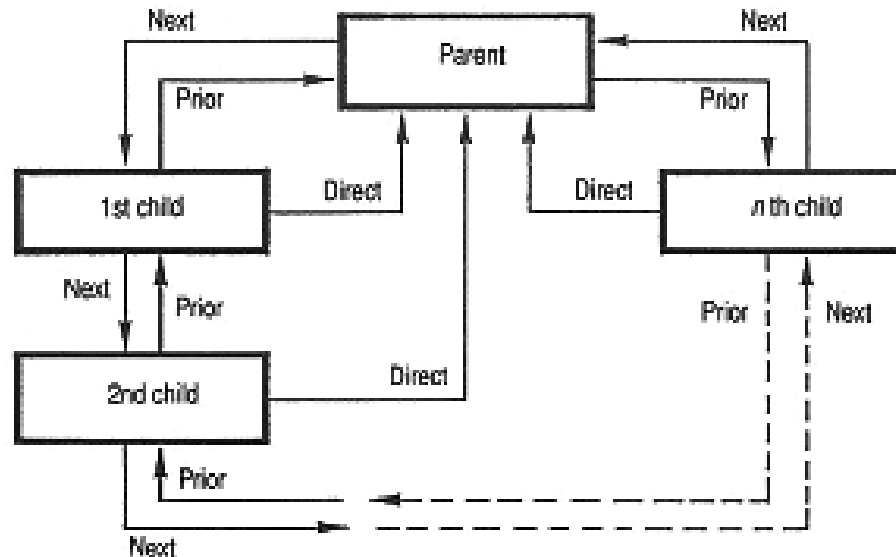 Next
Next
Parent
Prior
Prior
1st child
Direct
Direct
nth child
Next
Prior
Prior
Next
2nd child
Direct
Prior
Next